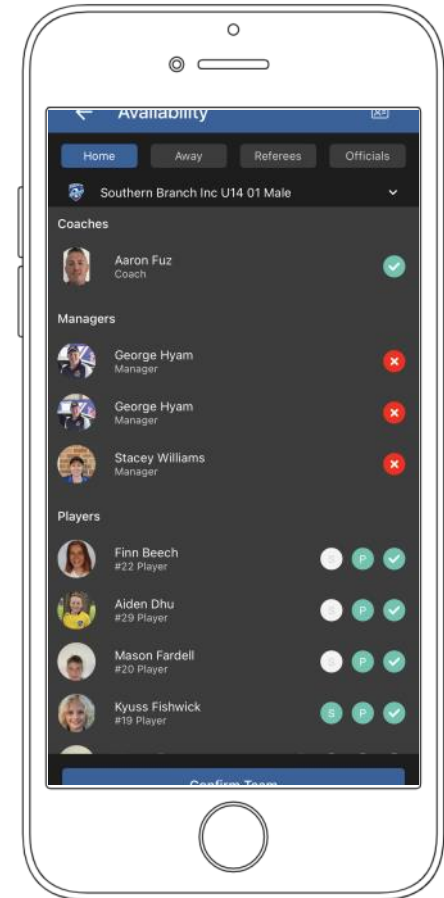 Availability
Home Away Referees Officials
Southern Branch Inc U14 01 Male
Coaches
Aaron Fuz
Coach
Managers
George Hyam
Manager
George Hyam
Manager
Stacey Williams
Manager
Players
Finn Beech
#22 Player
S P
Aiden Dhu
#29 Player
S P
Mason Fardell
#20 Player
S P
Kyuss Fishwick
#19 Player
S P
Confirm Team